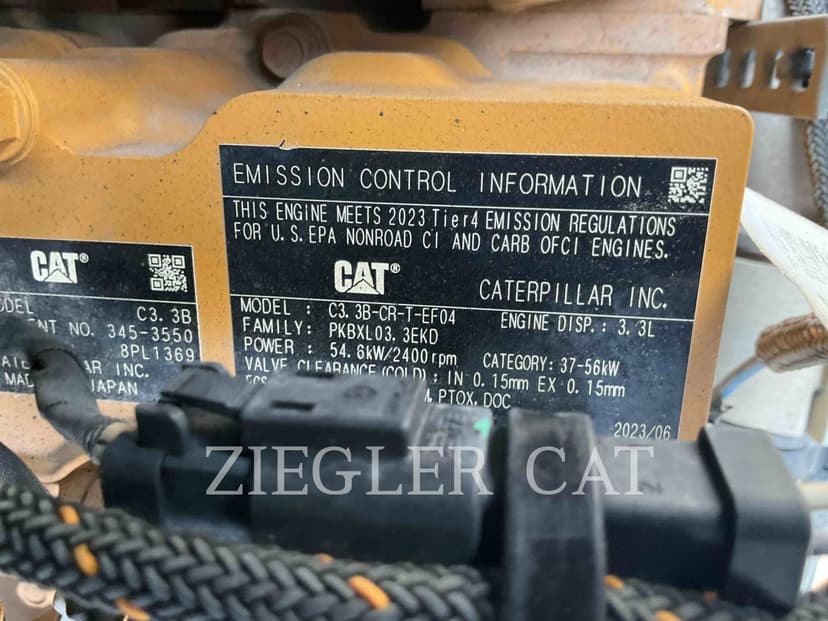 EMISSION CONTROL INFORMATION
THIS ENGINE MEETS 2023 Tier4 EMISSION REGULATIONS
FOR U.S. EPA NONROAD CI AND CARB OFCI ENGINES.
CAT® CATERPILLAR INC.
MODEL : C3.3B-CR-T-EF04 ENGINE DISP.: 3.3L
FAMILY: PKBXL03.3EKD
POWER : 54.6kW/2400rpm CATEGORY: 37-56kW
VALVE CLEARANCE(COLD): IN 0.15mm EX 0.15mm
PTOX, DOC
2023/06
CAT®
C3.3B
NO. 345-3550
8PL1369
INC.
JAPAN
ZIEGLER CAT